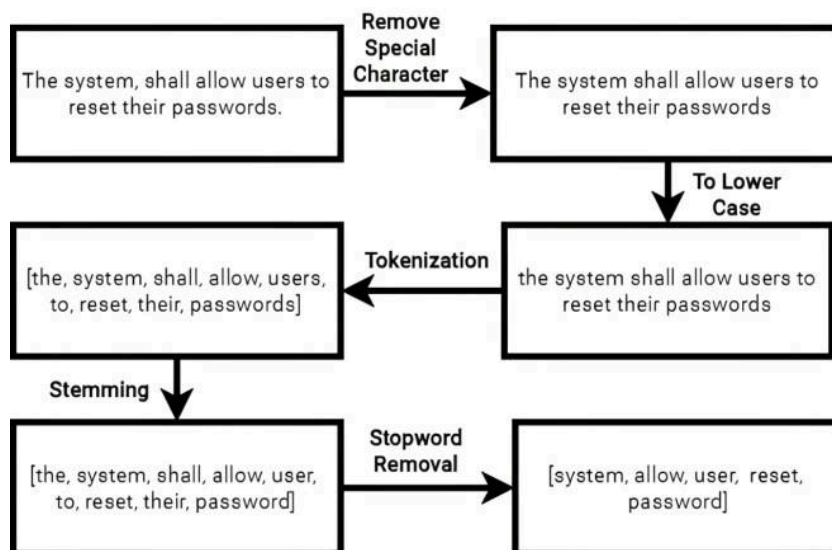 The system, shall allow users to
reset their passwords.
Remove
Special
Character
The system shall allow users to
reset their passwords
To Lower
Case
the system shall allow users to
reset their passwords
Tokenization
[the, system, shall, allow, users,
to, reset, their, passwords]
Stemming
[the, system, shall, allow, user,
to, reset, their, password]
Stopword
Removal
[system, allow, user, reset,
password]